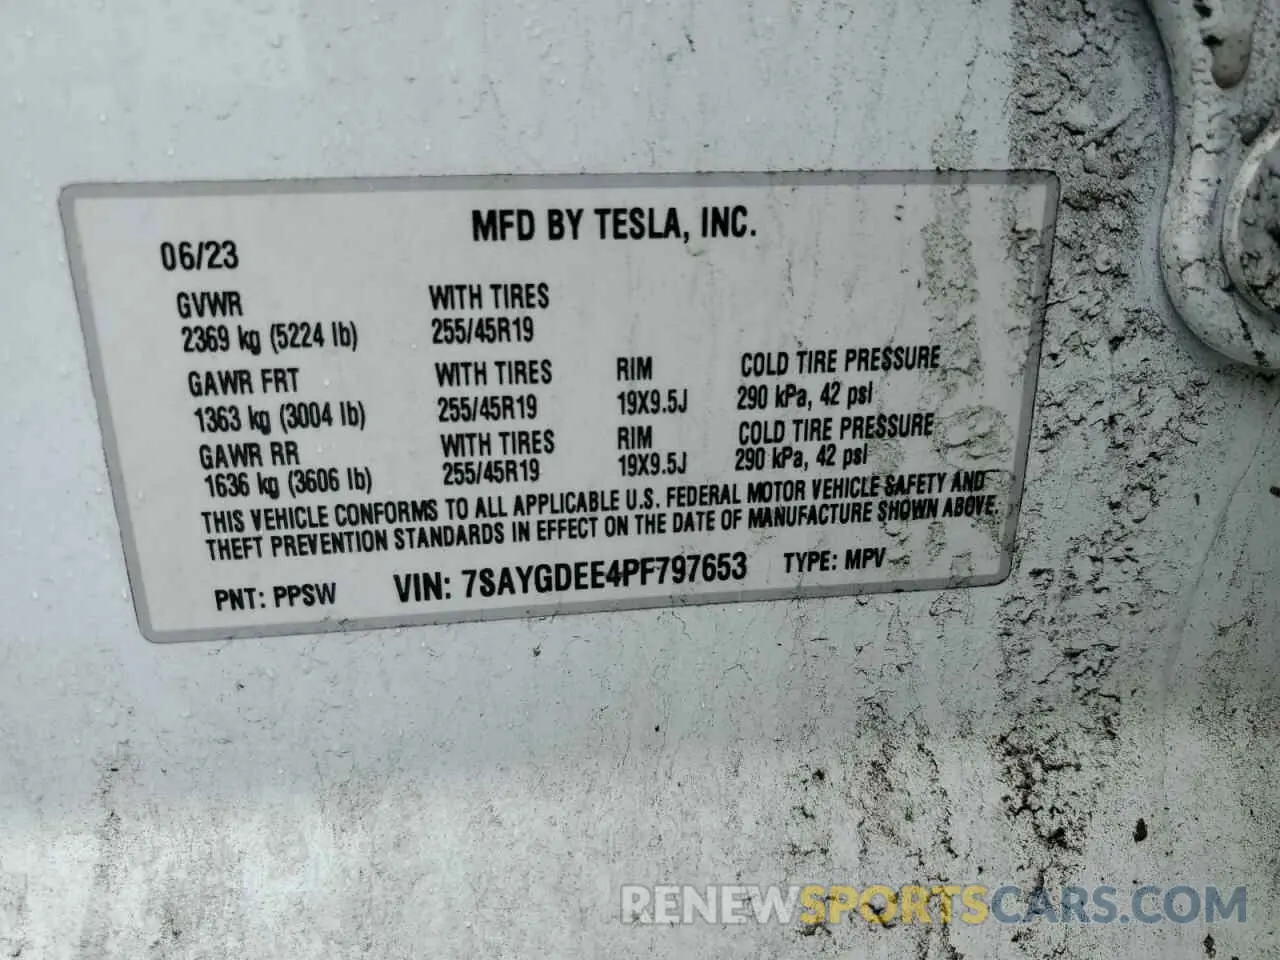 MFD BY TESLA, INC.
06/23
GVWR WITH TIRES
2369 kg (5224 lb) 255/45R19
GAWR FRT WITH TIRES RIM COLD TIRE PRESSURE
1363 kg (3004 lb) 255/45R19 19X9.5J 290 kPa, 42 psi
GAWR RR WITH TIRES RIM COLD TIRE PRESSURE
1636 kg (3606 lb) 255/45R19 19X9.5J 290 kPa, 42 psi
THIS VEHICLE CONFORMS TO ALL APPLICABLE U.S. FEDERAL MOTOR VEHICLE SAFETY AND
THEFT PREVENTION STANDARDS IN EFFECT ON THE DATE OF MANUFACTURE SHOWN ABOVE.
PNT: PPSW VIN: 7SAYGDEE4PF797653 TYPE: MPV
RENEWSPORTSCARS.COM